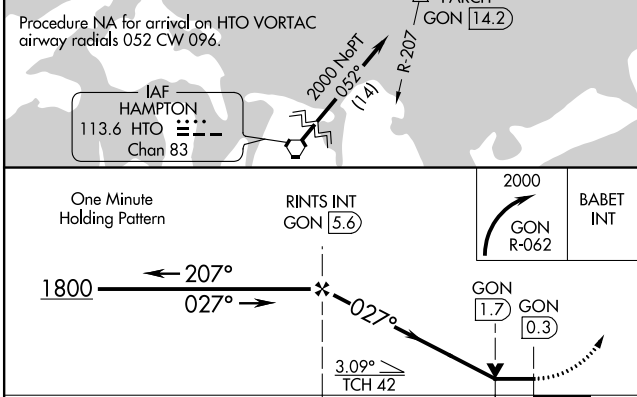 Procedure NA for arrival on HTO VORTAC
airway radials 052 CW 096.
GON 14.2
R-207
2000 NoPT
052°
(14)
IAF
HAMPTON
113.6 HTO
Chan 83
One Minute
Holding Pattern
RINTS INT
GON 5.6
2000
GON
R-062
BABET
INT
1800
207°
027°
027°
GON
1.7
GON
0.3
3.09°
TCH 42